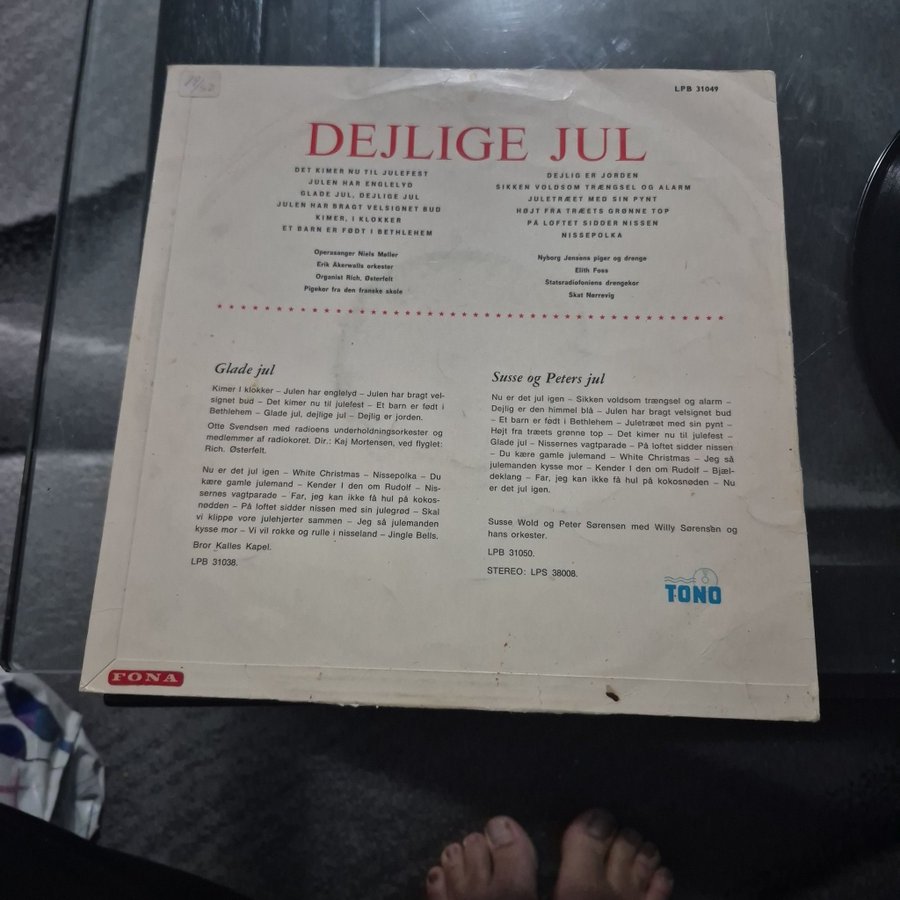 LPB 31049
DEJLIGE JUL
DET KIMER NU TIL JULEFEST
JULEN HAR ENGLELYD
GLADE JUL, DEJLIGE JUL
JULEN HAR BRAGT VELSIGNET BUD
KIMER, I KLOKKER
ET BARN ER FØDT I BETHLEHEM
Operasanger Niels Møller
Erik Åkerwalls orkester
Organist Rich. Østerfelt
Pigekor fra den franske skole
DEJLIG ER JORDEN
SIKKEN VOLDSOM TRÆNGSEL OG ALARM
JULETRÆET MED SIN PYNT
HØJT FRA TRÆETS GRØNNE TOP
PÅ LOFTET SIDDER NISSEN
NISSEPOLKA
Nyborg Jensens piger og drenge
Elith Foss
Statsradiofoniens drengekor
Skat Nørrevig
Glade jul
Kimer I klokker – Julen har englelyd – Julen har bragt vel-
signet bud – Det kimer nu til julefest – Et barn er født i
Bethlehem – Glade jul, dejlige jul – Dejlig er jorden.
Otte Svendsen med radioens underholdningsorkester og
medlemmer af radiokoret. Dir.: Kaj Mortensen, ved flyglet:
Rich. Østerfelt.
Nu er det jul igen – White Christmas – Nissepolka – Du
kære gamle julemand – Kender I den om Rudolf – Nis-
sernes vagtparade – Far, jeg kan ikke få hul på kokos-
nødden – På loftet sidder nissen med sin julegrød – Skal
vi klippe vore julehjerter sammen – Jeg så julemanden
kysse mor – Vi vil rokke og rulle i nisseland – Jingle Bells.
Bror Kalles Kapel.
LPB 31038.
Susse og Peters jul
Nu er det jul igen – Sikken voldsom trængsel og alarm –
Dejlig er den himmel blå – Julen har bragt velsignet bud
– Et barn er født i Bethlehem – Juletræet med sin pynt –
Højt fra træets grønne top – Det kimer nu til julefest –
Glade jul – Nissernes vagtparade – På loftet sidder nissen
– Du kære gamle julemand – White Christmas – Jeg så
julemanden kysse mor – Kender I den om Rudolf – Bjæl-
deklang – Far, jeg kan ikke få hul på kokosnøden – Nu
er det jul igen.
Susse Wold og Peter Sørensen med Willy Sørensen og
hans orkester.
LPB 31050.
STEREO: LPS 38008.
TONO
FONA